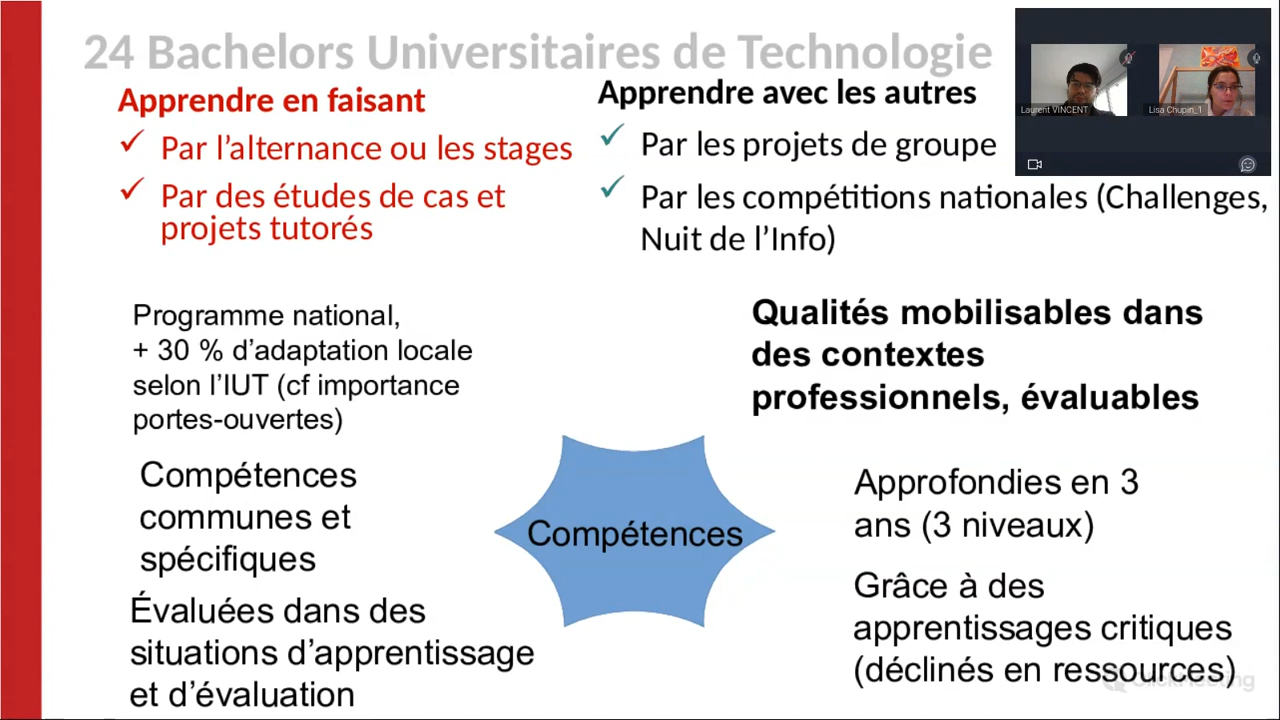 24 Bachelors Universitaires de Technologie
Apprendre en faisant
Par l’alternance ou les stages
Par des études de cas et
projets tutorés
Apprendre avec les autres
Par les projets de groupe
Par les compétitions nationales (Challenges,
Nuit de l’Info)
Laurent VINCENT
Lisa Chupin_1
Programme national,
+ 30 % d’adaptation locale
selon l’IUT (cf importance
portes-ouvertes)
Qualités mobilisables dans
des contextes
professionnels, évaluables
Compétences
communes et
spécifiques
Évaluées dans des
situations d’apprentissage
et d’évaluation
Compétences
Approfondies en 3
ans (3 niveaux)
Grâce à des
apprentissages critiques
(déclinés en ressources)
ClickMeeting